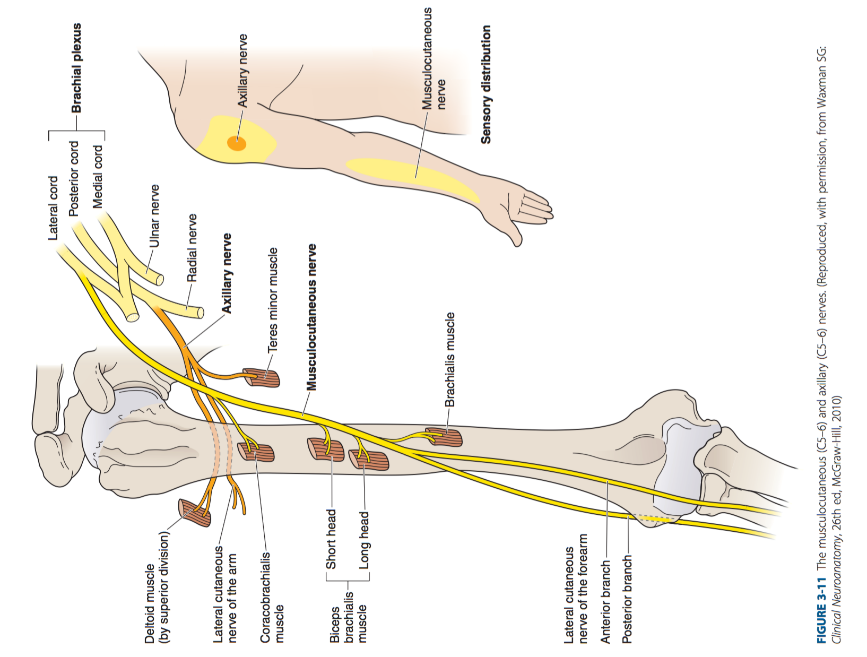 Lateral cord
Posterior cord
Medial cord
Brachial plexus
Ulnar nerve
Radial nerve
Axillary nerve
Teres minor muscle
Musculocutaneous nerve
Brachialis muscle
Deltoid muscle
(by superior division)
Lateral cutaneous
nerve of the arm
Coracobrachialis
muscle
Biceps
brachialis
muscle
Short head
Long head
Lateral cutaneous
nerve of the forearm
Anterior branch
Posterior branch
Axillary nerve
Musculocutaneous
nerve
Sensory distribution
FIGURE 3-11 The musculocutaneous (C5–6) and axillary (C5–6) nerves. (Reproduced, with permission, from Waxman SG:
Clinical Neuroanatomy, 26th ed, McGraw-Hill, 2010)